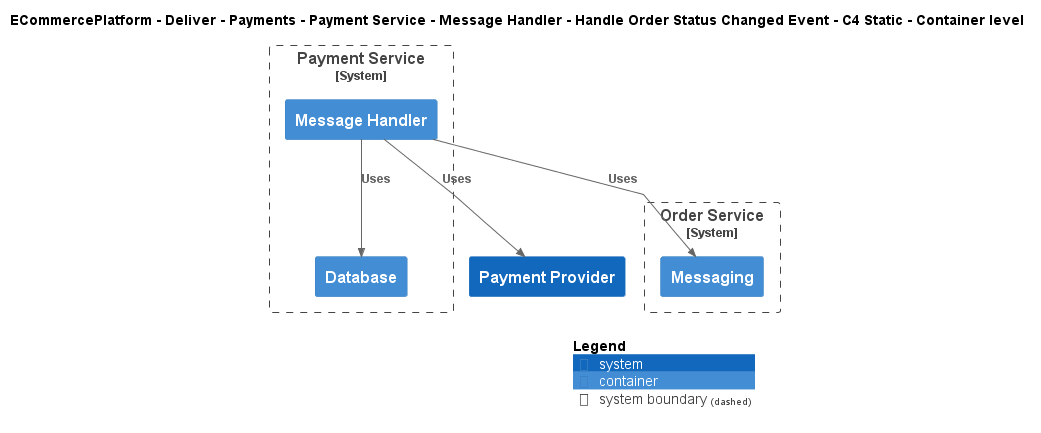 ECommercePlatform - Deliver - Payments - Payment Service - Message Handler - Handle Order Status Changed Event - C4 Static - Container level
Payment Service
[System]
Message Handler
Uses
Uses
Uses
Order Service
[System]
Database
Payment Provider
Messaging
Legend
system
container
system boundary (dashed)